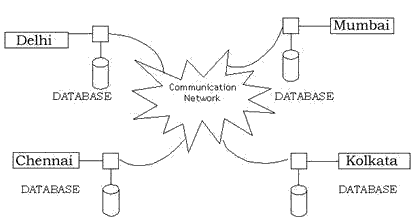 Delhi
Mumbai
Communication
Network
DATABASE
DATABASE
Chennai
Kolkata
DATABASE
DATABASE